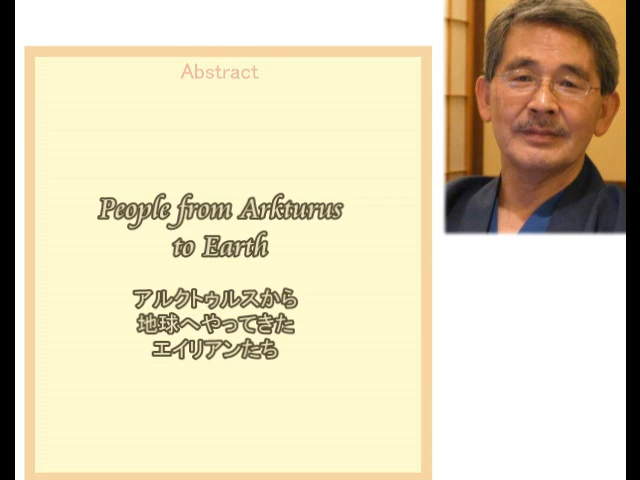 Abstract
People from Arkturus
to Earth
アルクトゥルスから
地球へやってきた
エイリアンたち